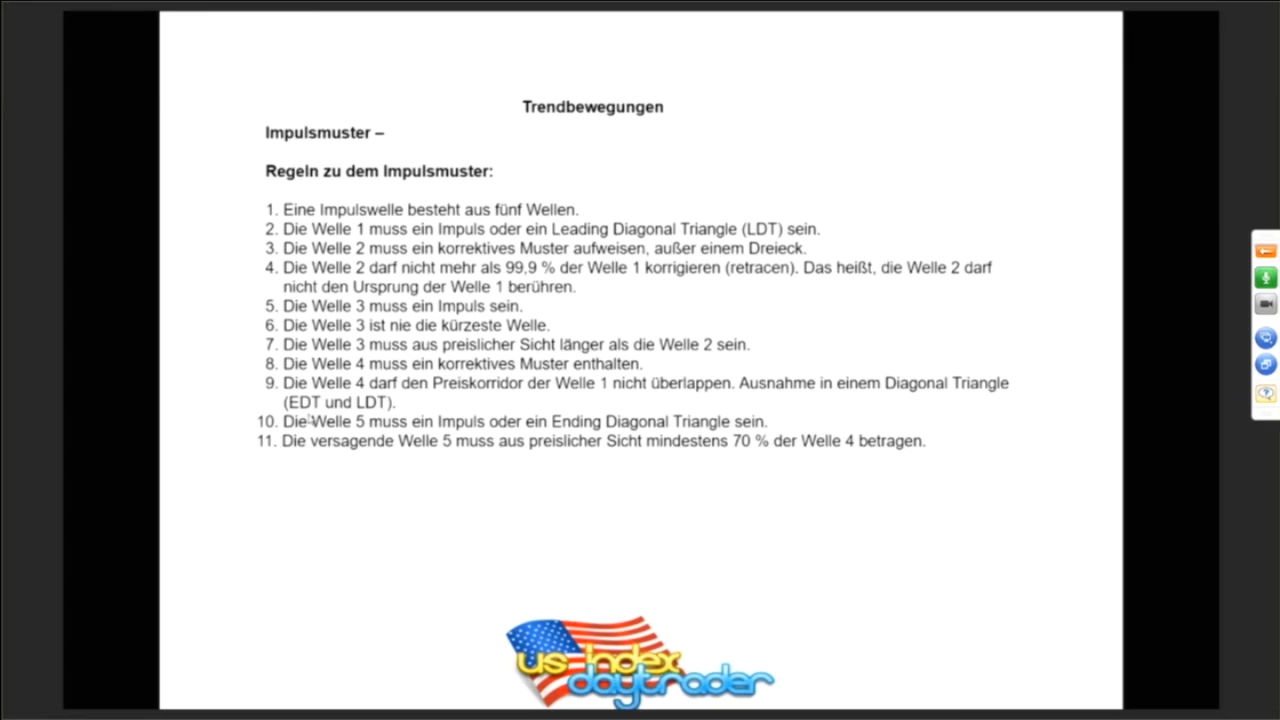 Trendbewegungen
Impulsmuster –
Regeln zu dem Impulsmuster:
1. Eine Impulswelle besteht aus fünf Wellen.
2. Die Welle 1 muss ein Impuls oder ein Leading Diagonal Triangle (LDT) sein.
3. Die Welle 2 muss ein korrektives Muster aufweisen, außer einem Dreieck.
4. Die Welle 2 darf nicht mehr als 99,9 % der Welle 1 korrigieren (retracen). Das heißt, die Welle 2 darf
nicht den Ursprung der Welle 1 berühren.
5. Die Welle 3 muss ein Impuls sein.
6. Die Welle 3 ist nie die kürzeste Welle.
7. Die Welle 3 muss aus preislicher Sicht länger als die Welle 2 sein.
8. Die Welle 4 muss ein korrektives Muster enthalten.
9. Die Welle 4 darf den Preiskorridor der Welle 1 nicht überlappen. Ausnahme in einem Diagonal Triangle
(EDT und LDT).
10. Die Welle 5 muss ein Impuls oder ein Ending Diagonal Triangle sein.
11. Die versagende Welle 5 muss aus preislicher Sicht mindestens 70 % der Welle 4 betragen.
us index
daytrader